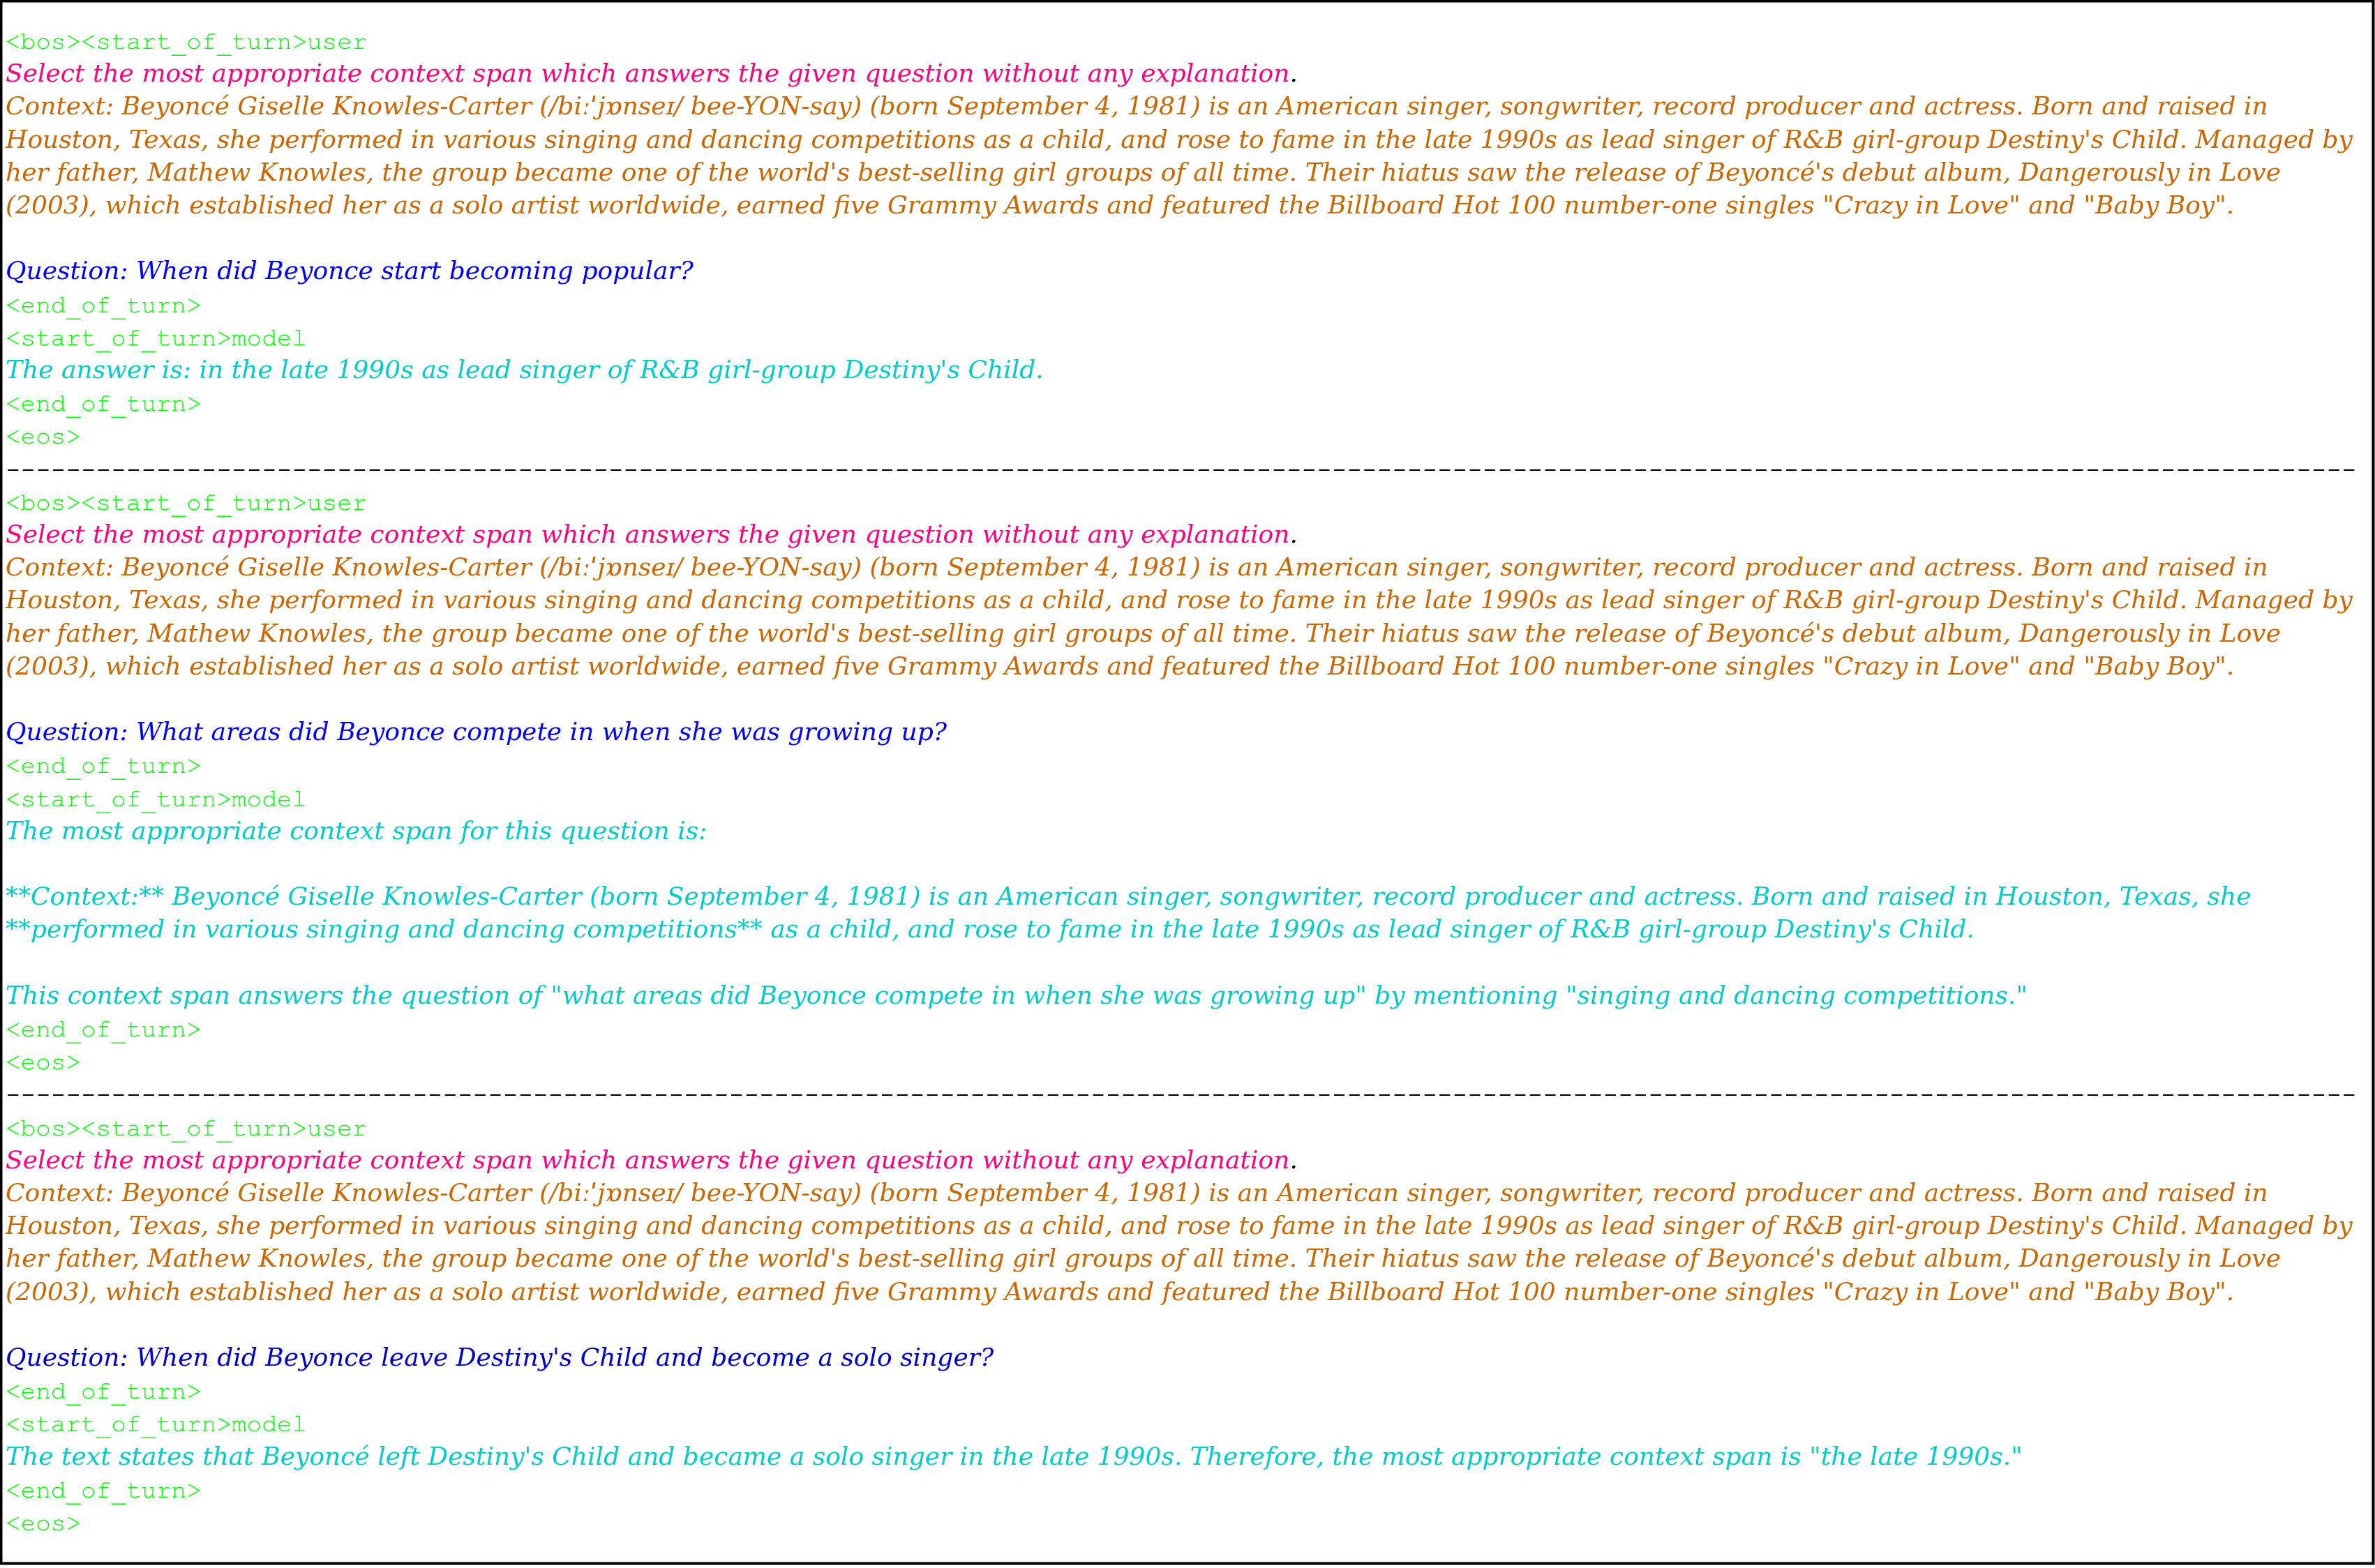 <bos><start_of_turn>user
Select the most appropriate context span which answers the given question without any explanation.
Context: Beyoncé Giselle Knowles-Carter (/biːˈjɒnseɪ/ bee-YON-say) (born September 4, 1981) is an American singer, songwriter, record producer and actress. Born and raised in
Houston, Texas, she performed in various singing and dancing competitions as a child, and rose to fame in the late 1990s as lead singer of R&B girl-group Destiny's Child. Managed by
her father, Mathew Knowles, the group became one of the world's best-selling girl groups of all time. Their hiatus saw the release of Beyoncé's debut album, Dangerously in Love
(2003), which established her as a solo artist worldwide, earned five Grammy Awards and featured the Billboard Hot 100 number-one singles "Crazy in Love" and "Baby Boy".
Question: When did Beyonce start becoming popular?
<end_of_turn>
<start_of_turn>model
The answer is: in the late 1990s as lead singer of R&B girl-group Destiny's Child.
<end_of_turn>
<eos>
<bos><start_of_turn>user
Select the most appropriate context span which answers the given question without any explanation.
Context: Beyoncé Giselle Knowles-Carter (/biːˈjɒnseɪ/ bee-YON-say) (born September 4, 1981) is an American singer, songwriter, record producer and actress. Born and raised in
Houston, Texas, she performed in various singing and dancing competitions as a child, and rose to fame in the late 1990s as lead singer of R&B girl-group Destiny's Child. Managed by
her father, Mathew Knowles, the group became one of the world's best-selling girl groups of all time. Their hiatus saw the release of Beyoncé's debut album, Dangerously in Love
(2003), which established her as a solo artist worldwide, earned five Grammy Awards and featured the Billboard Hot 100 number-one singles "Crazy in Love" and "Baby Boy".
Question: What areas did Beyonce compete in when she was growing up?
<end_of_turn>
<start_of_turn>model
The most appropriate context span for this question is:
**Context:** Beyoncé Giselle Knowles-Carter (born September 4, 1981) is an American singer, songwriter, record producer and actress. Born and raised in Houston, Texas, she
**performed in various singing and dancing competitions** as a child, and rose to fame in the late 1990s as lead singer of R&B girl-group Destiny's Child.
This context span answers the question of "what areas did Beyonce compete in when she was growing up" by mentioning "singing and dancing competitions."
<end_of_turn>
<eos>
<bos><start_of_turn>user
Select the most appropriate context span which answers the given question without any explanation.
Context: Beyoncé Giselle Knowles-Carter (/biːˈjɒnseɪ/ bee-YON-say) (born September 4, 1981) is an American singer, songwriter, record producer and actress. Born and raised in
Houston, Texas, she performed in various singing and dancing competitions as a child, and rose to fame in the late 1990s as lead singer of R&B girl-group Destiny's Child. Managed by
her father, Mathew Knowles, the group became one of the world's best-selling girl groups of all time. Their hiatus saw the release of Beyoncé's debut album, Dangerously in Love
(2003), which established her as a solo artist worldwide, earned five Grammy Awards and featured the Billboard Hot 100 number-one singles "Crazy in Love" and "Baby Boy".
Question: When did Beyonce leave Destiny's Child and become a solo singer?
<end_of_turn>
<start_of_turn>model
The text states that Beyoncé left Destiny's Child and became a solo singer in the late 1990s. Therefore, the most appropriate context span is "the late 1990s."
<end_of_turn>
<eos>